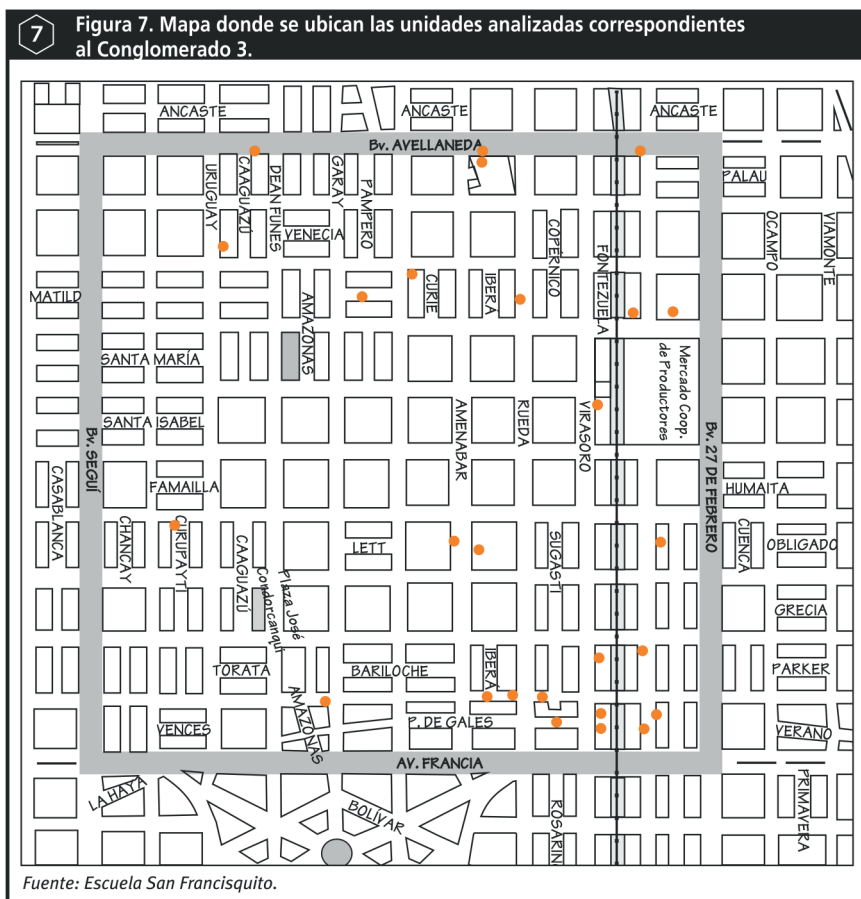 7
Figura 7. Mapa donde se ubican las unidades analizadas correspondientes
al Conglomerado 3.
ANCASTE
ANCASTE
ANCASTE
Bv. AVELLANEDA
URUGUAY
CAAGUAZÚ
DEAN FUNES
GARAY
PAMPERO
PALAU
VENECIA
COPÉRNICO
FONTEZUELA
OCAMPO
VIAMONTE
MATILD
AMAZONAS
CURIE
IBERÁ
SANTA MARÍA
Mercado Coop.
de Productores
SANTA ISABEL
AMENABAR
RUEDA
VIRASORO
Bv. SEGUÍ
Bv. 27 DE FEBRERO
CASABLANCA
FAMAILLA
HUMAITA
CHANCAY
CURUPAYTI
CAAGUAZÚ
LETT
SUGASTI
CUENCA
OBLIGADO
Plaza José
Condorcanqui
GRECIA
TORATA
BARILOCHE
IBERÁ
PARKER
AMAZONAS
VENCES
P. DE GALES
VERANO
AV. FRANCIA
LA HAYA
BOLÍVAR
ROSARIN
PRIMAVERA
Fuente: Escuela San Francisquito.